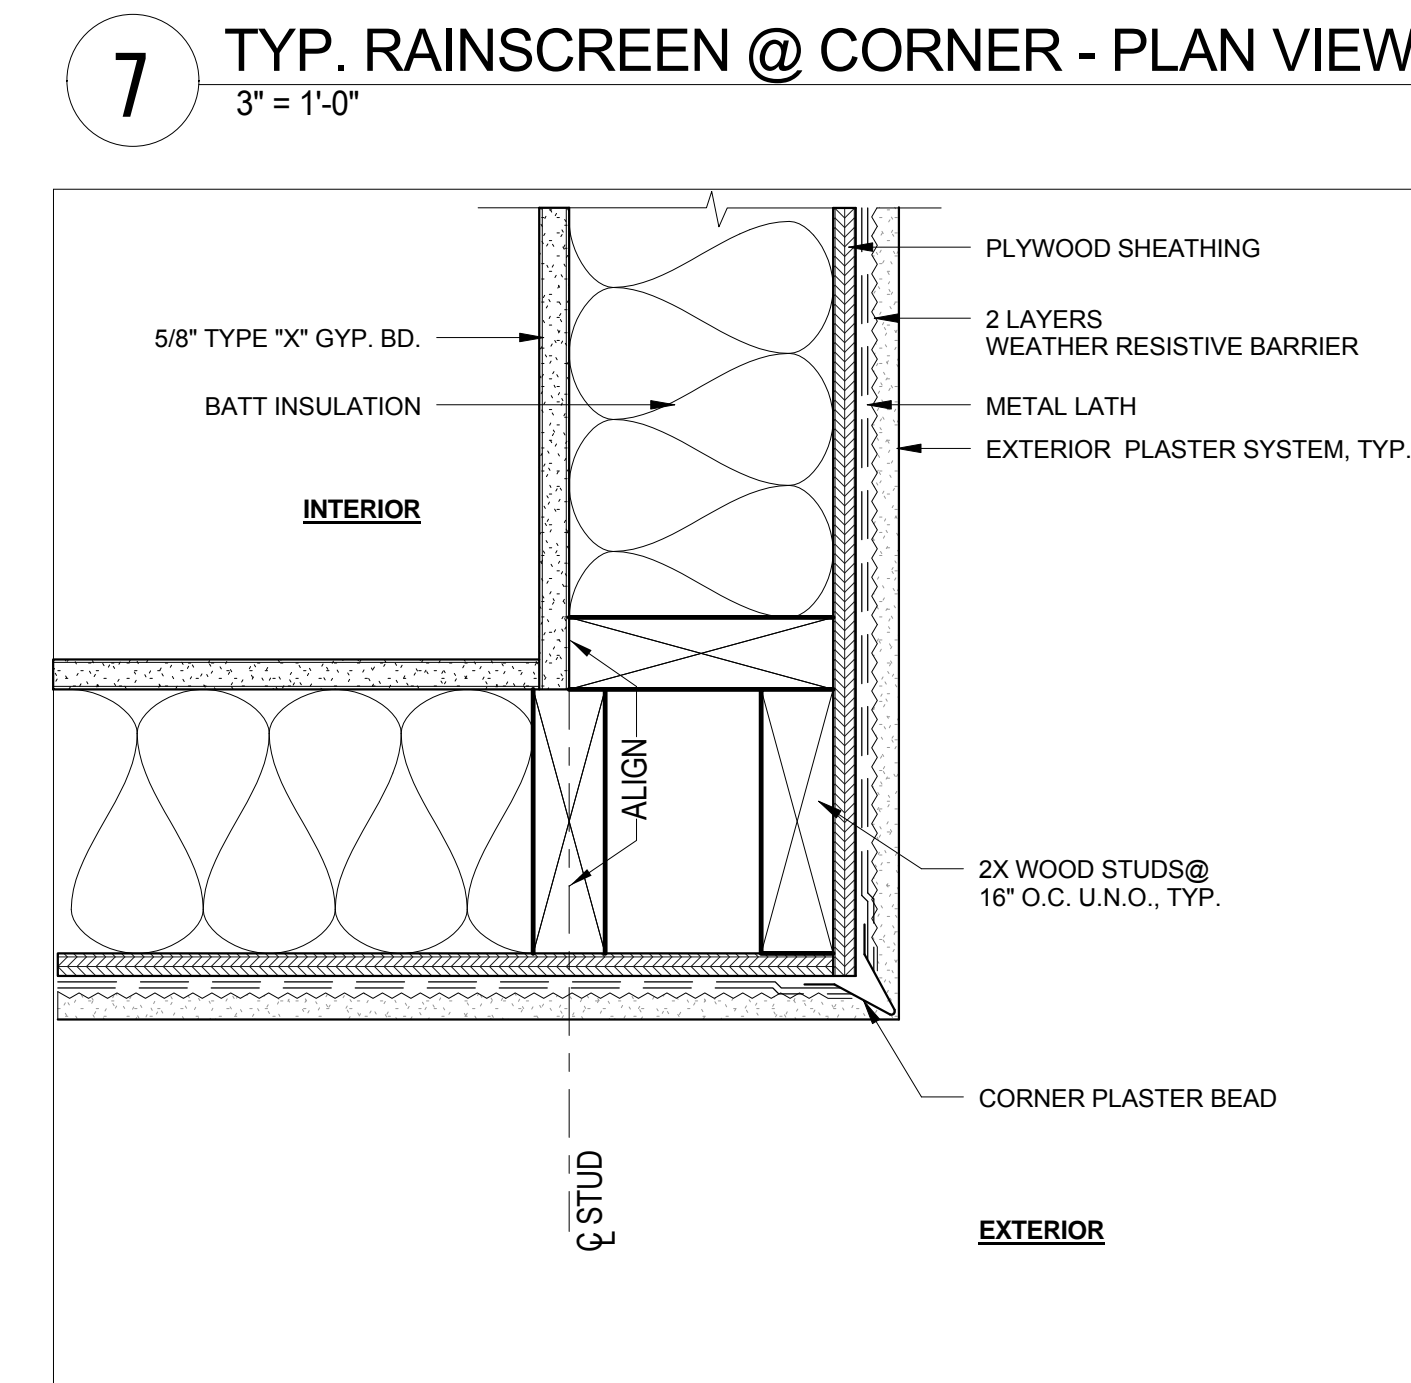 7
TYP. RAINSCREEN @ CORNER - PLAN VIEW
3" = 1'-0"
PLYWOOD SHEATHING
2 LAYERS
WEATHER RESISTIVE BARRIER
5/8" TYPE "X" GYP. BD.
BATT INSULATION
METAL LATH
EXTERIOR PLASTER SYSTEM, TYP.
INTERIOR
ALIGN
2X WOOD STUDS@
16" O.C. U.N.O., TYP.
CORNER PLASTER BEAD
℄ STUD
EXTERIOR